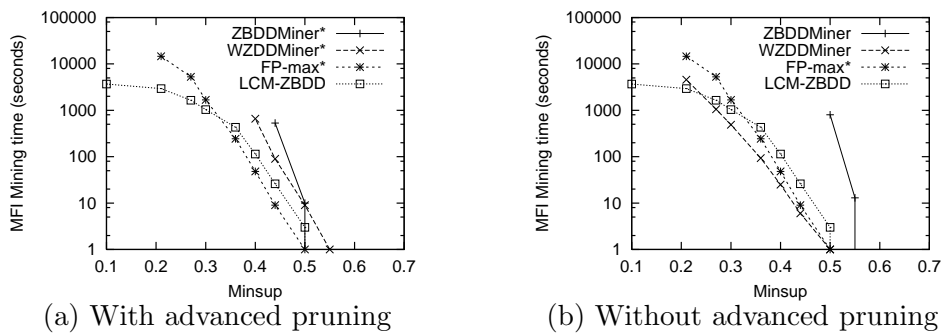 MFI Mining time (seconds)
100000
10000
1000
100
10
1
0.1 0.2 0.3 0.4 0.5 0.6 0.7
Minsup
ZBDDMiner*
WZDDMiner*
FP-max*
LCM-ZBDD
(a) With advanced pruning
MFI Mining time (seconds)
100000
10000
1000
100
10
1
0.1 0.2 0.3 0.4 0.5 0.6 0.7
Minsup
ZBDDMiner
WZDDMiner
FP-max*
LCM-ZBDD
(b) Without advanced pruning